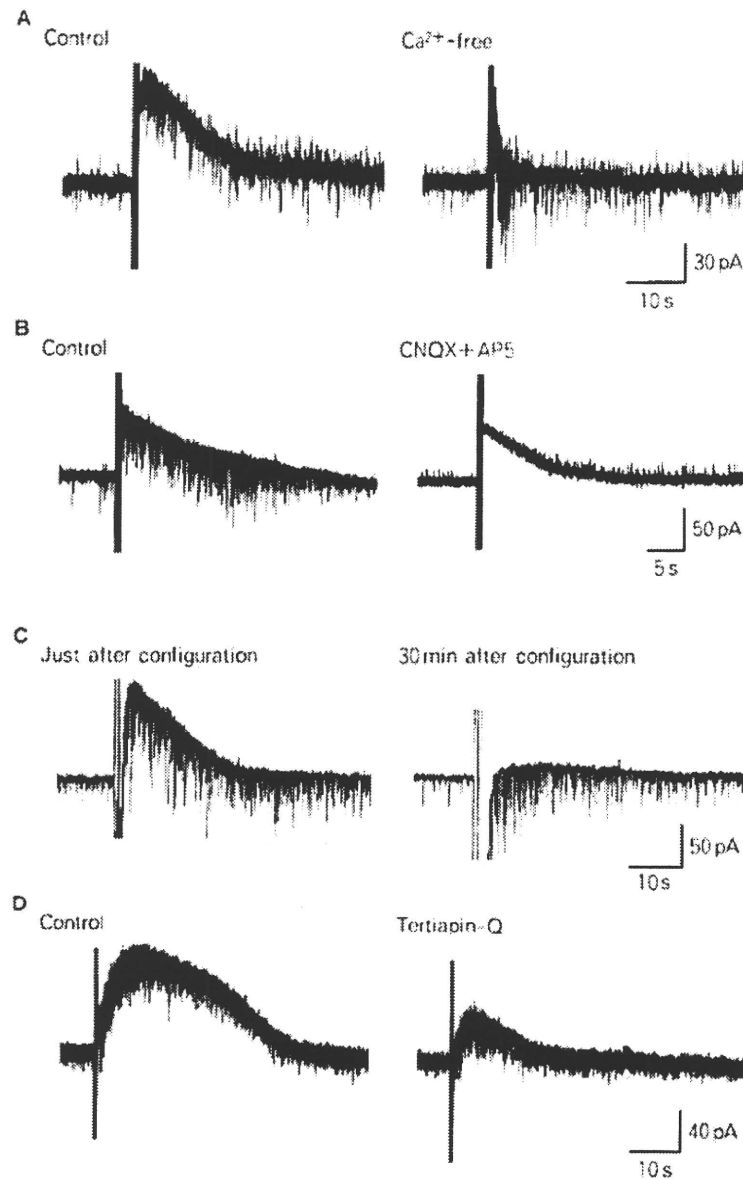 A
Control
Ca²⁺-free
30 pA
10 s
B
Control
CNQX+AP5
50 pA
5 s
C
Just after configuration
30 min after configuration
50 pA
10 s
D
Control
Tertiapin-Q
40 pA
10 s